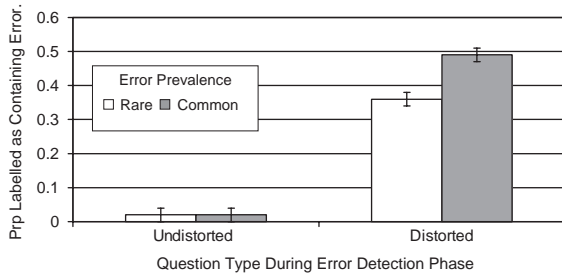 Prp Labelled as Containing Error.
0.6
0.5
0.4
0.3
0.2
0.1
0
Error Prevalence
Rare Common
Undistorted Distorted
Question Type During Error Detection Phase